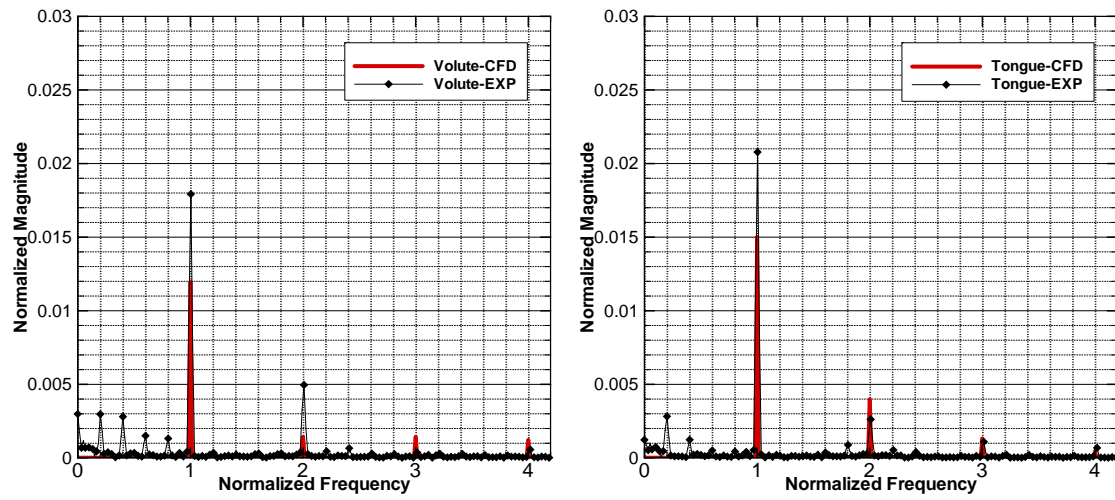 0.03
0.025
0.02
0.015
0.01
0.005
0
Normalized Magnitude
Volute-CFD
Volute-EXP
0 1 2 3 4
Normalized Frequency
0.03
0.025
0.02
0.015
0.01
0.005
0
Normalized Magnitude
Tongue-CFD
Tongue-EXP
0 1 2 3 4
Normalized Frequency